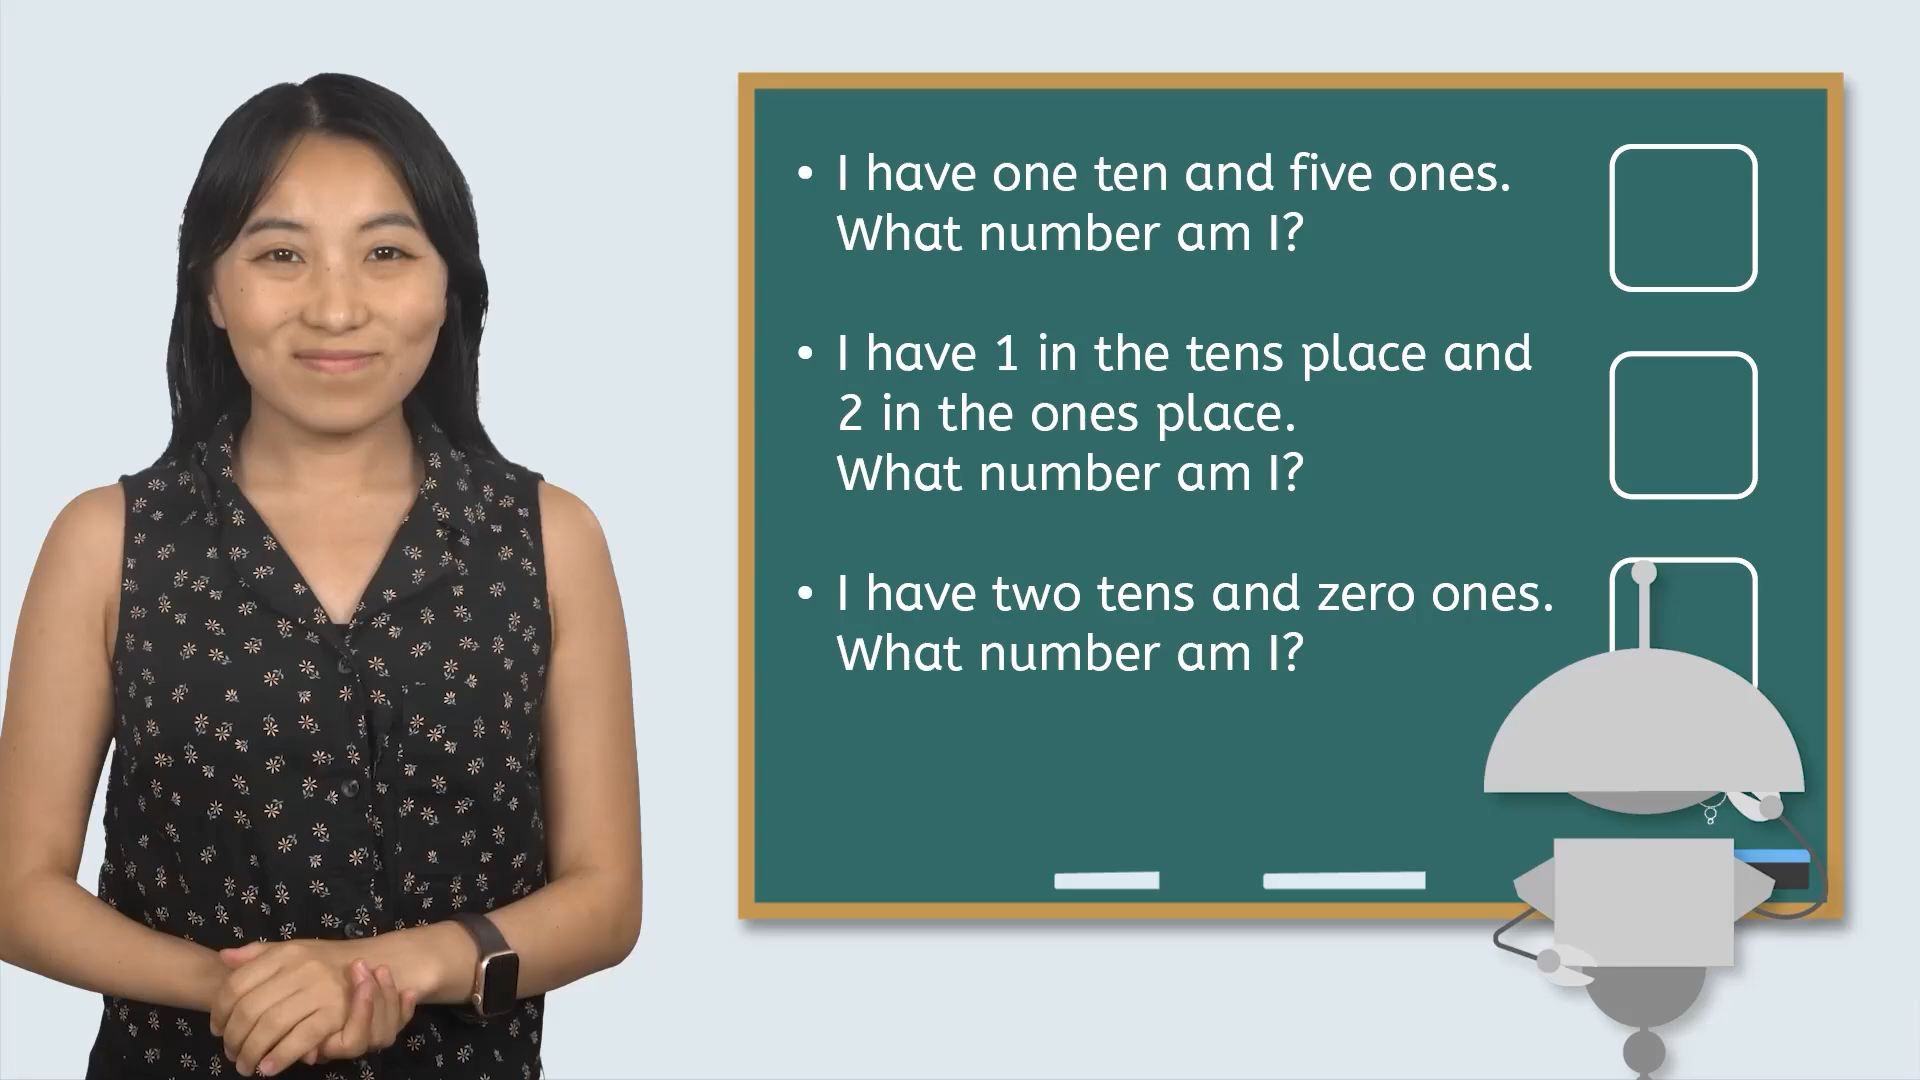 • I have one ten and five ones.
What number am I?
• I have 1 in the tens place and
2 in the ones place.
What number am I?
• I have two tens and zero ones.
What number am I?